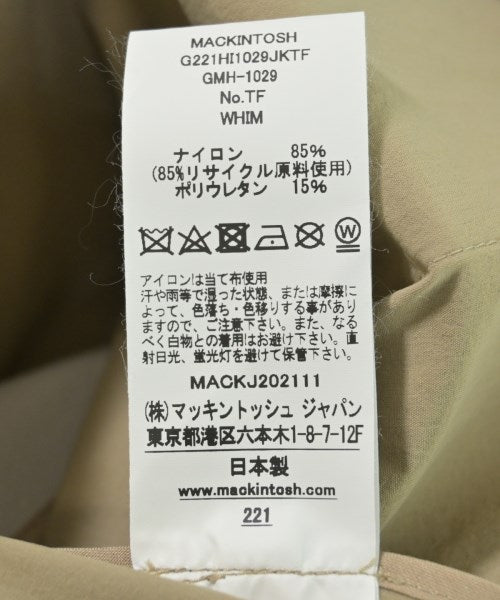 MACKINTOSH
G221HI1029JKTF
GMH-1029
No.TF
WHIM
ナイロン 85%
(85%リサイクル原料使用)
ポリウレタン 15%
W
アイロンは当て布使用
汗や雨等で湿った状態、または摩擦に
よって、色落ち・色移りする事があり
ますので、ご注意下さい。また、なる
べく白物との着用はお避け下さい。直
射日光、蛍光灯を避けて保管下さい。
MACKJ202111
(株)マッキントッシュ ジャパン
東京都港区六本木1-8-7-12F
日本製
www.mackintosh.com
221